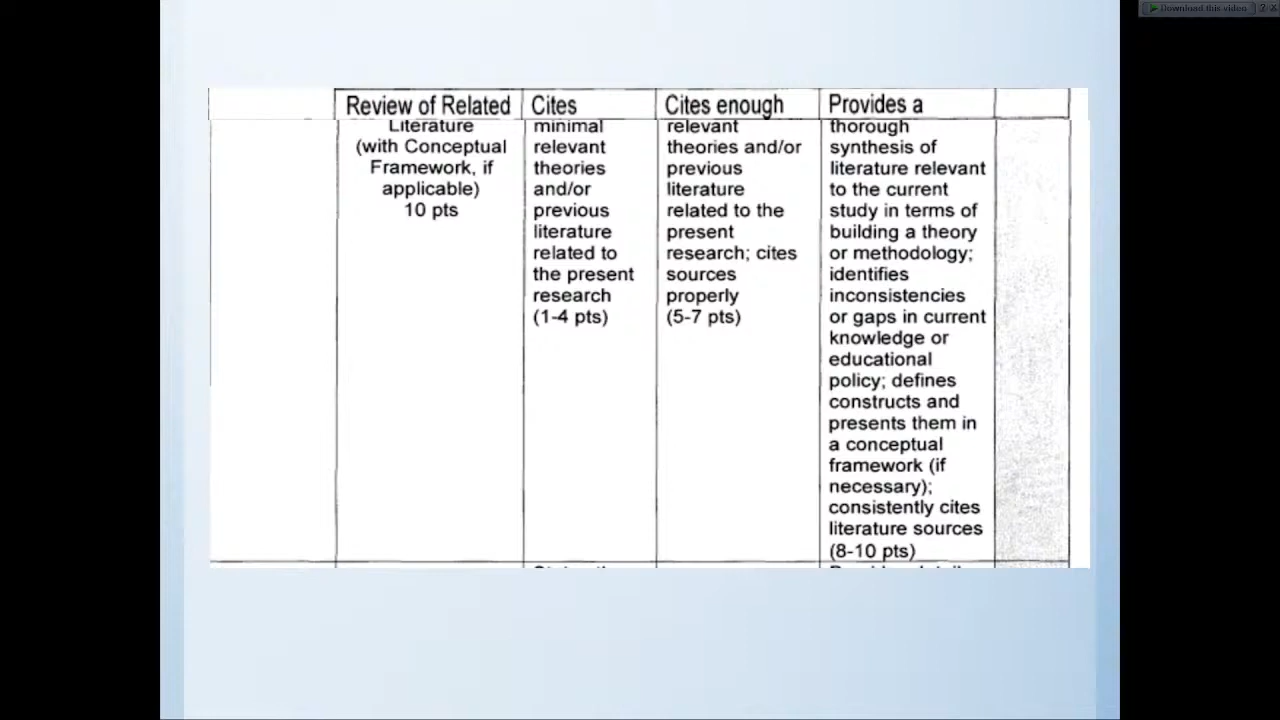 Download this video
Review of Related
Literature
(with Conceptual
Framework, if
applicable)
10 pts
Cites
minimal
relevant
theories
and/or
previous
literature
related to
the present
research
(1-4 pts)
Cites enough
relevant
theories and/or
previous
literature
related to the
present
research; cites
sources
properly
(5-7 pts)
Provides a
thorough
synthesis of
literature relevant
to the current
study in terms of
building a theory
or methodology;
identifies
inconsistencies
or gaps in current
knowledge or
educational
policy; defines
constructs and
presents them in
a conceptual
framework (if
necessary);
consistently cites
literature sources
(8-10 pts)